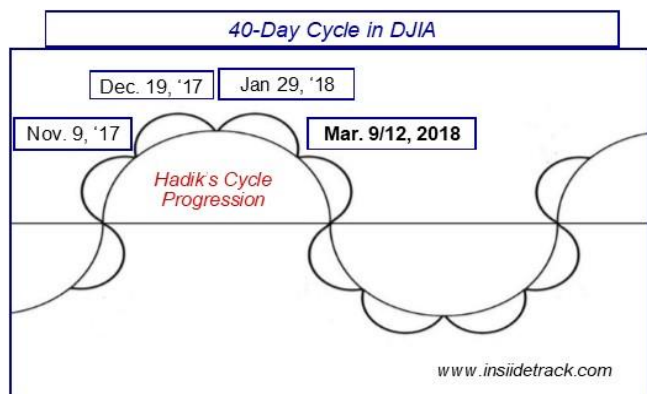 40-Day Cycle in DJIA
Dec. 19, '17
Jan 29, '18
Nov. 9, '17
Mar. 9/12, 2018
Hadik's Cycle
Progression
www.insiidetrack.com